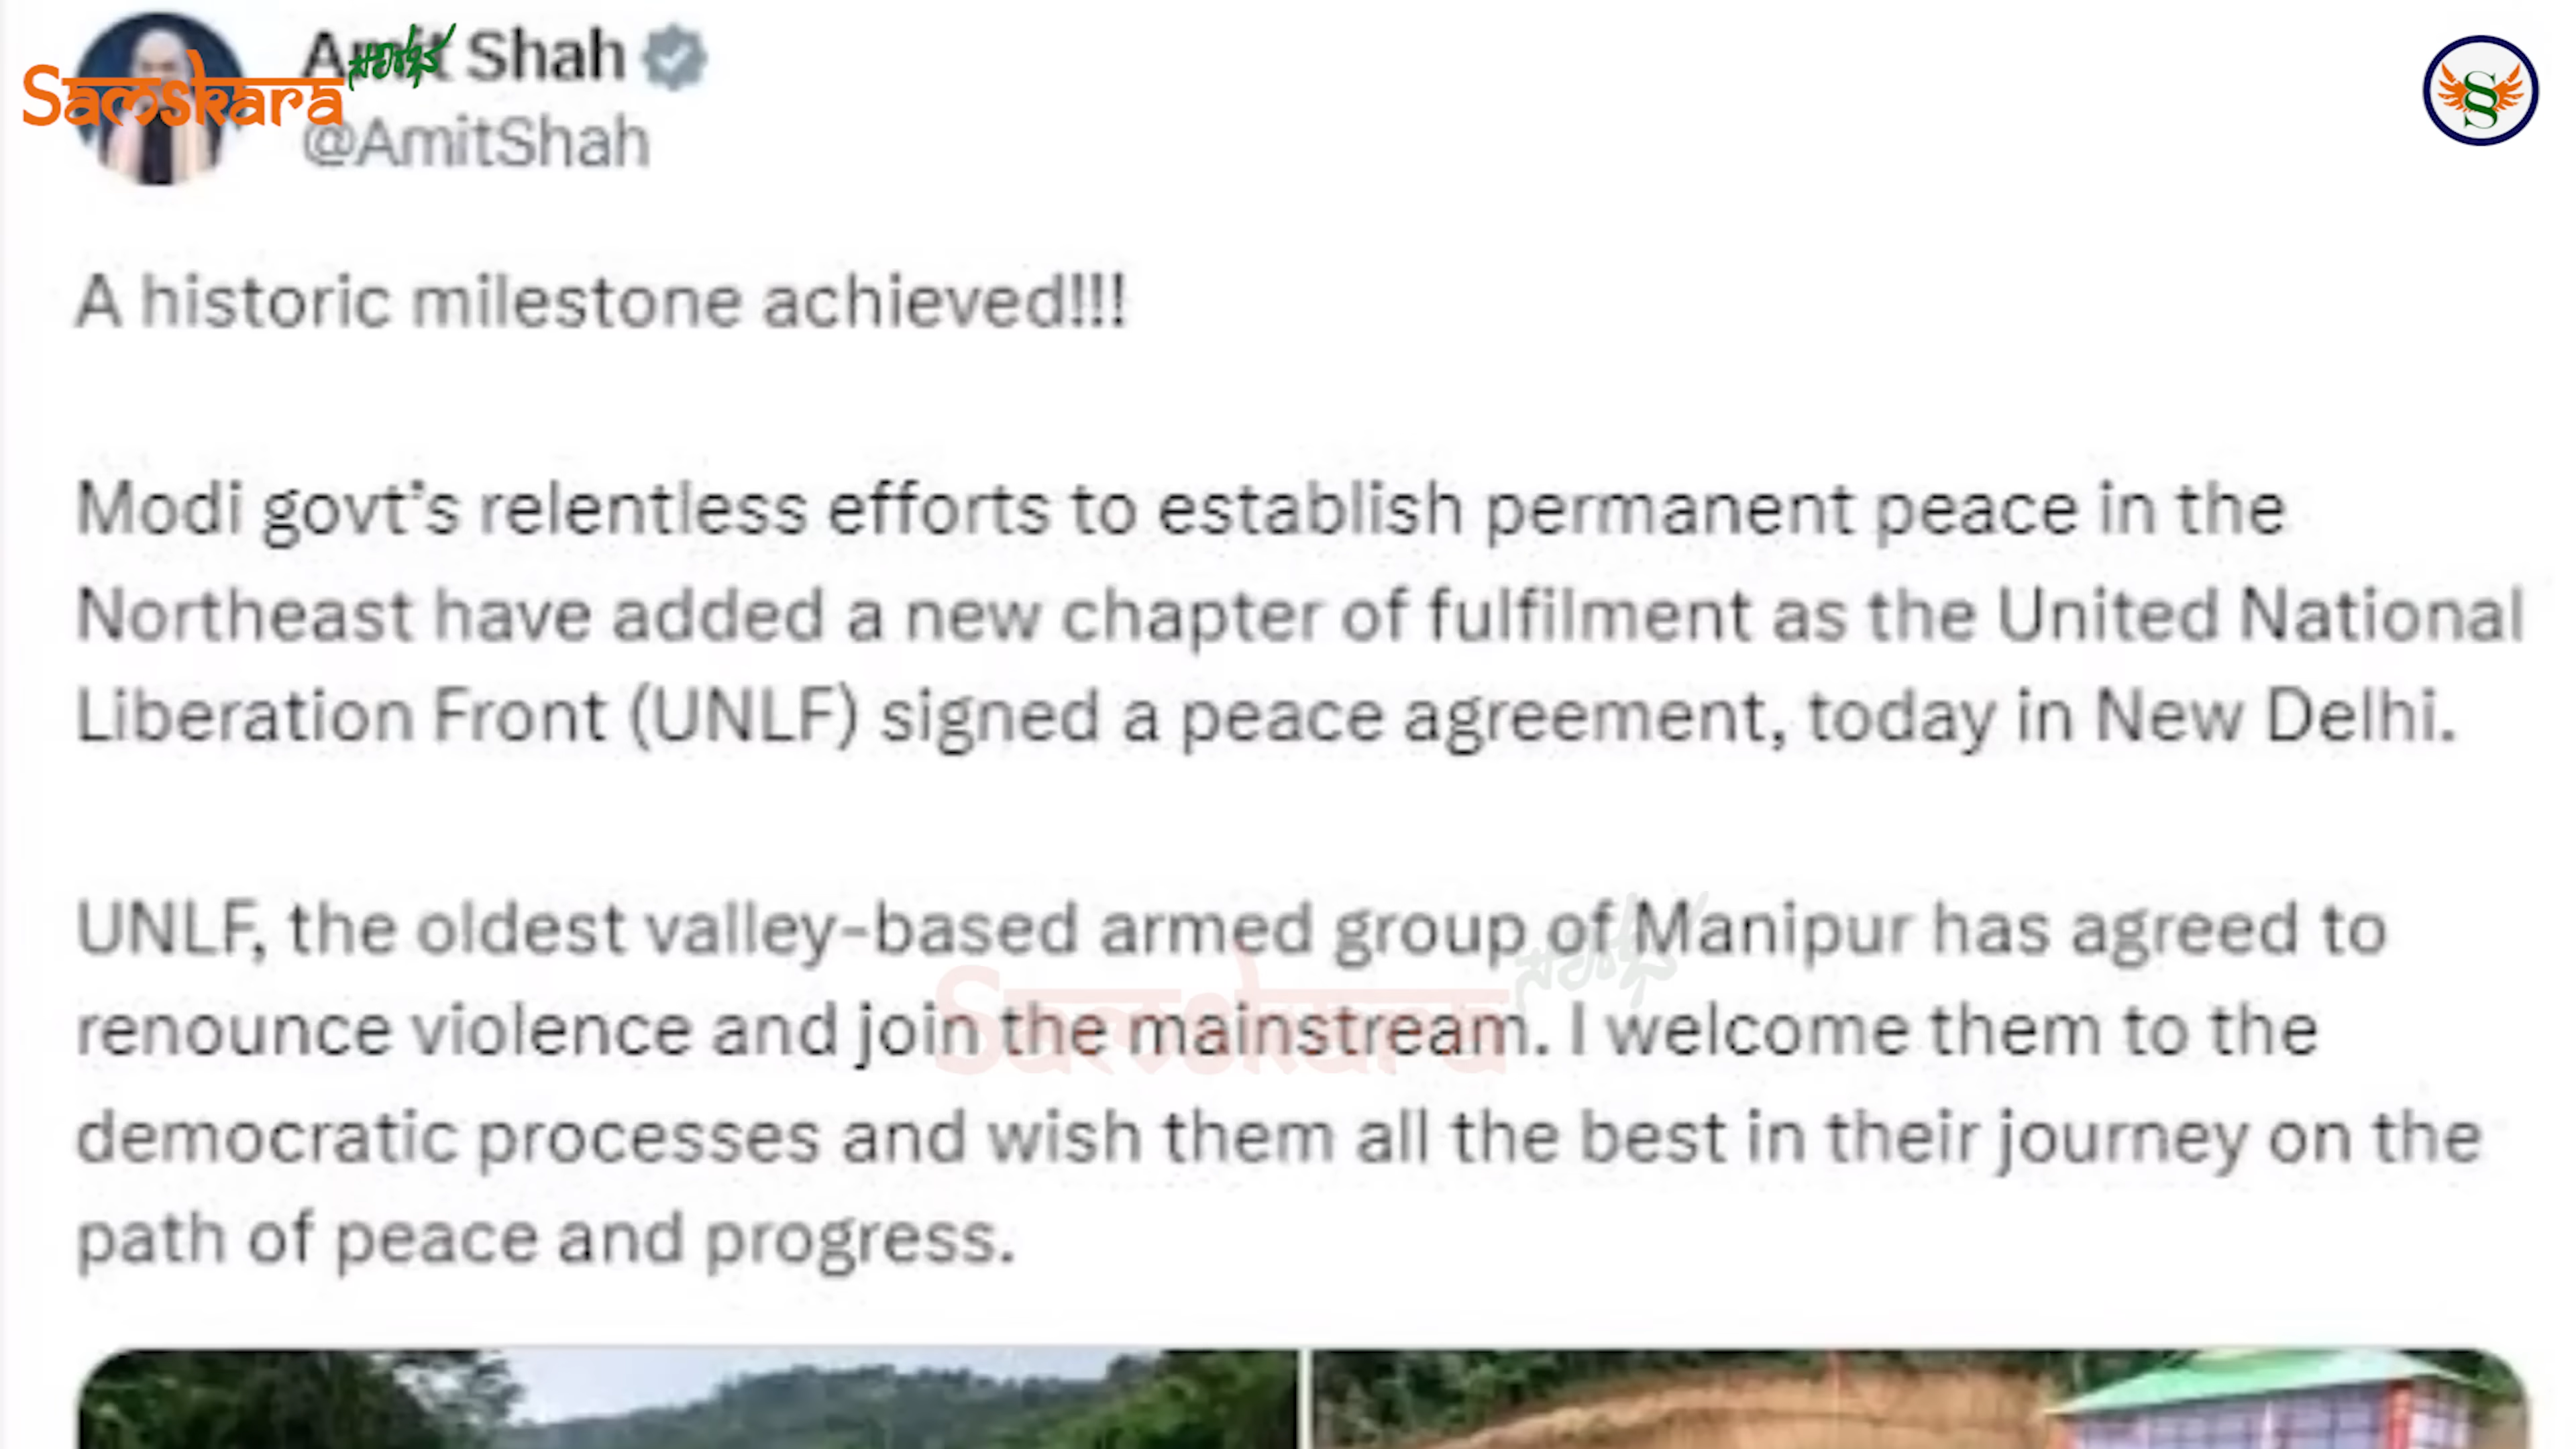 Amit Shah
Samskara
@AmitShah
A historic milestone achieved!!!
Modi govt's relentless efforts to establish permanent peace in the
Northeast have added a new chapter of fulfilment as the United National
Liberation Front (UNLF) signed a peace agreement, today in New Delhi.
UNLF, the oldest valley-based armed group of Manipur has agreed to
renounce violence and join the mainstream. I welcome them to the
democratic processes and wish them all the best in their journey on the
path of peace and progress.
Samskara